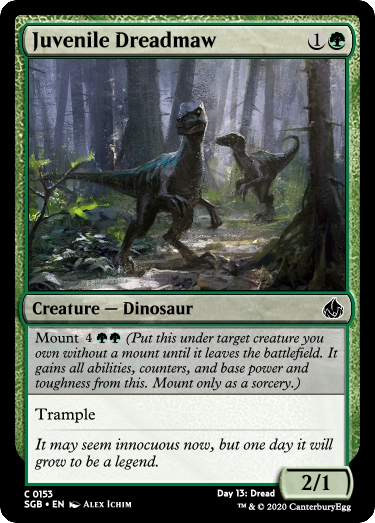 Juvenile Dreadmaw 1
Creature — Dinosaur
Mount 4 (Put this under target creature you
own without a mount until it leaves the battlefield. It
gains all abilities, counters, and base power and
toughness from this. Mount only as a sorcery.)
Trample
It may seem innocuous now, but one day it will
grow to be a legend.
2/1
C 0153
SGB • EN Alex Ichim
Day 13: Dread
™ & © 2020 CanterburyEgg